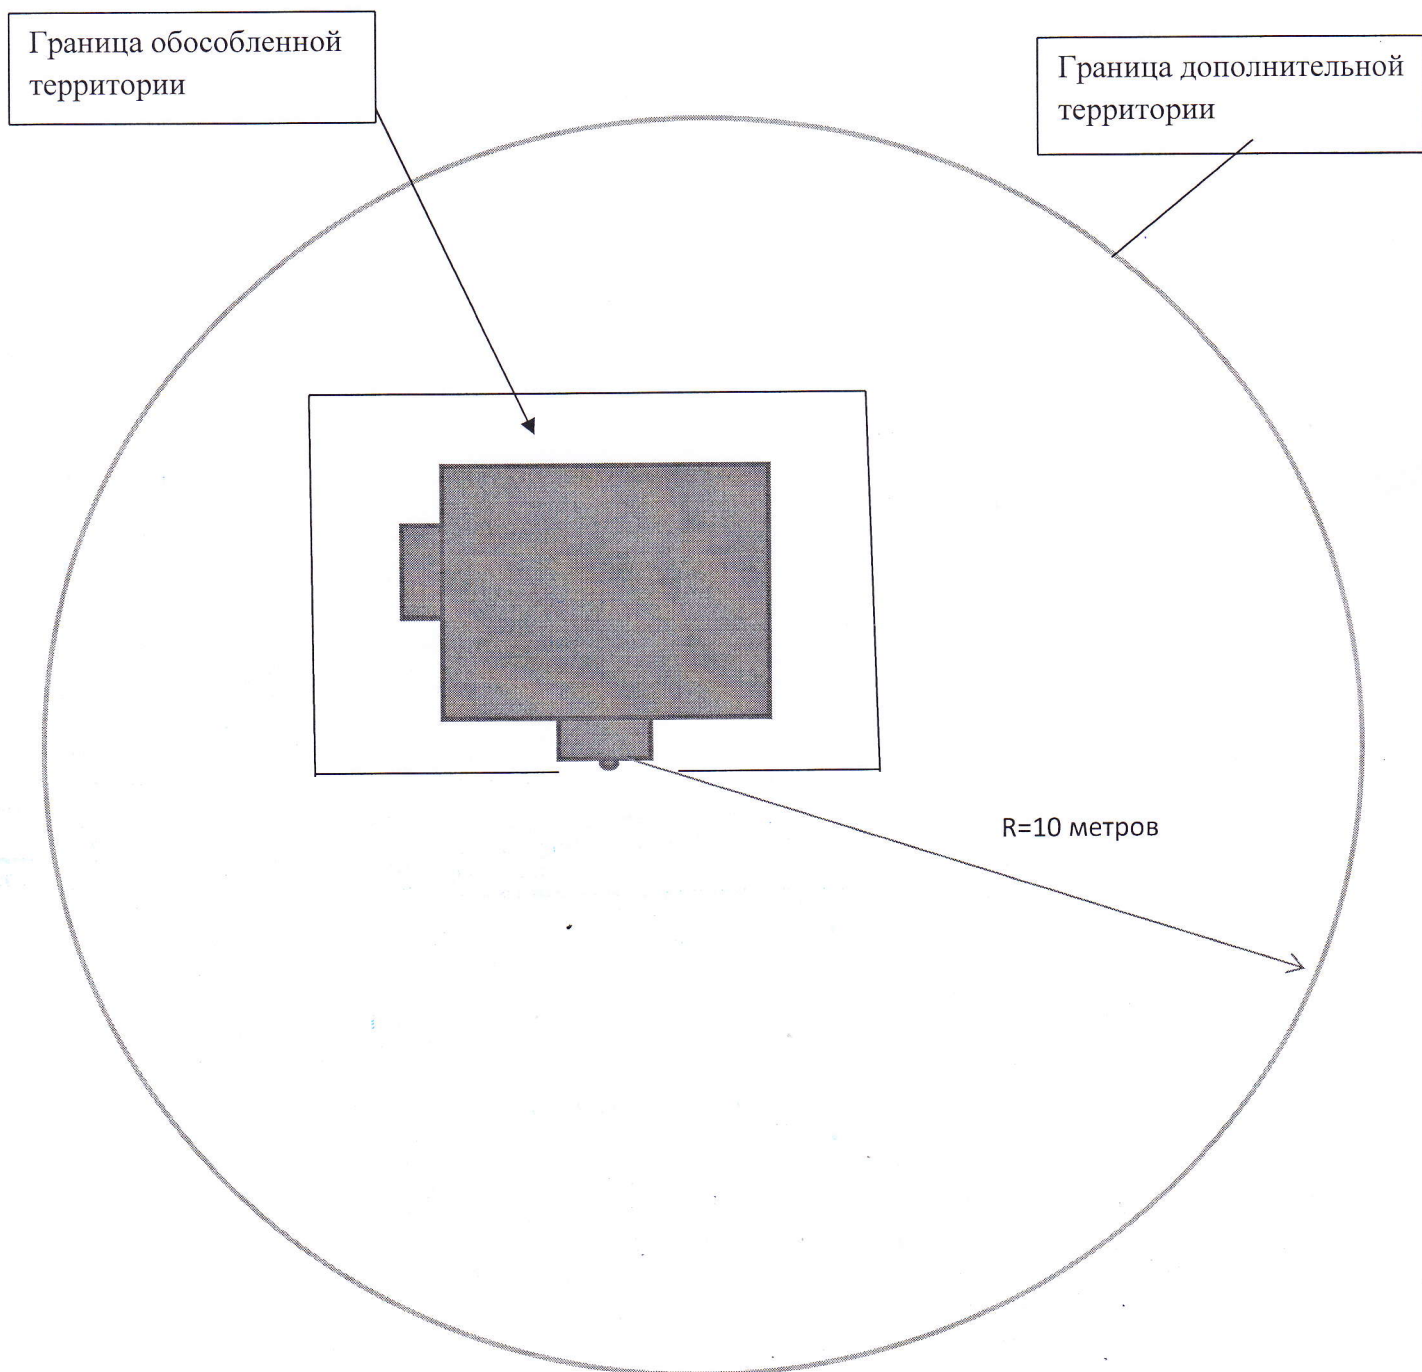 Граница обособленной
территории
Граница дополнительной
территории
R=10 метров